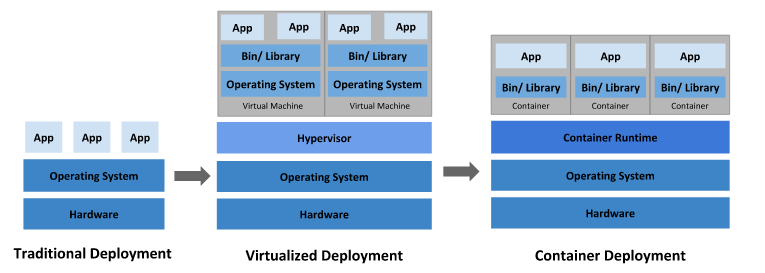 App App App
Operating System
Hardware
Traditional Deployment
App App App App
Bin/ Library Bin/ Library
Operating System Operating System
Virtual Machine Virtual Machine
Hypervisor
Operating System
Hardware
Virtualized Deployment
App App App
Bin/ Library Bin/ Library Bin/ Library
Container Container Container
Container Runtime
Operating System
Hardware
Container Deployment